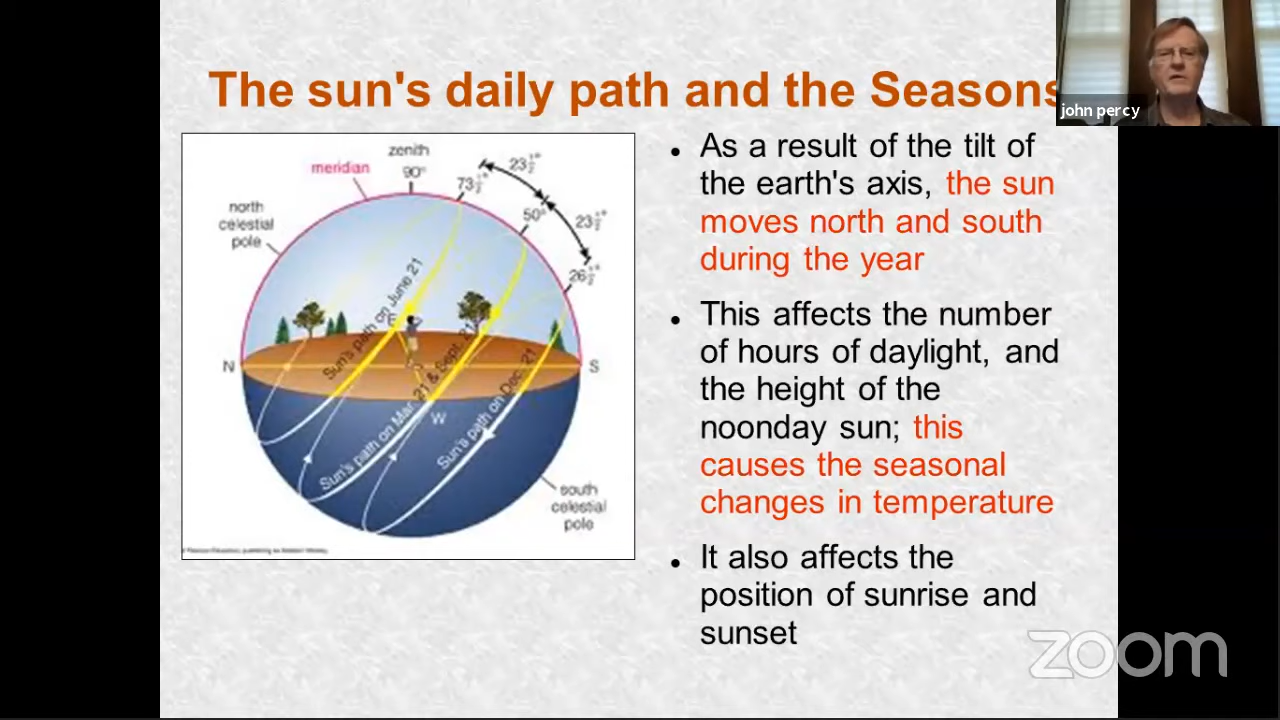 The sun's daily path and the Seasons
john percy
zenith
90°
meridian
73½°
23½°
50°
23½°
26½°
north
celestial
pole
N
S
E
W
Sun's path on June 21
Sun's path on Mar. 21 & Sept. 21
Sun's path on Dec. 21
south
celestial
pole
As a result of the tilt of
the earth's axis, the sun
moves north and south
during the year
This affects the number
of hours of daylight, and
the height of the
noonday sun; this
causes the seasonal
changes in temperature
It also affects the
position of sunrise and
sunset
zoom